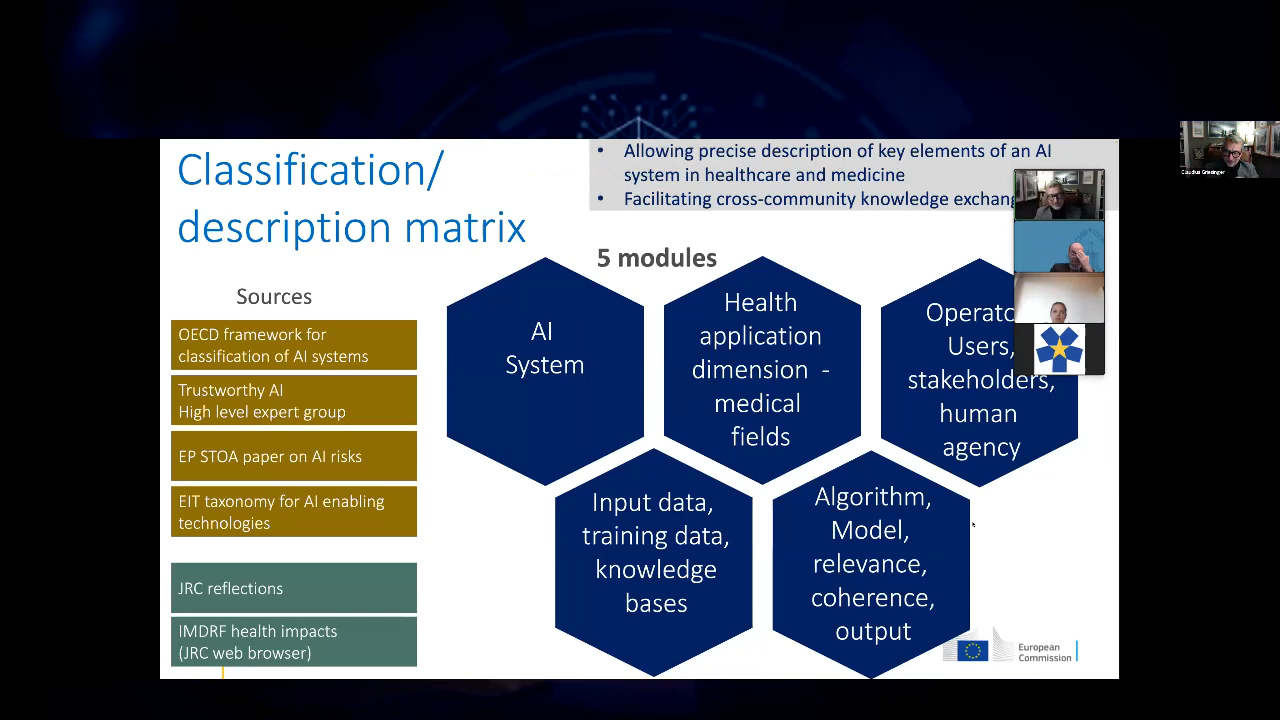 Classification/
description matrix
• Allowing precise description of key elements of an AI
system in healthcare and medicine
• Facilitating cross-community knowledge
5 modules
Sources
OECD framework for
classification of AI systems
Trustworthy AI
High level expert group
EP STOA paper on AI risks
EIT taxonomy for AI enabling
technologies
JRC reflections
IMDRF health impacts
(JRC web browser)
AI
System
Health
application
dimension -
medical
fields
Users,
stakeholders,
human
agency
Input data,
training data,
knowledge
bases
Algorithm,
Model,
relevance,
coherence,
output
European
Commission
Claudius Griesinger